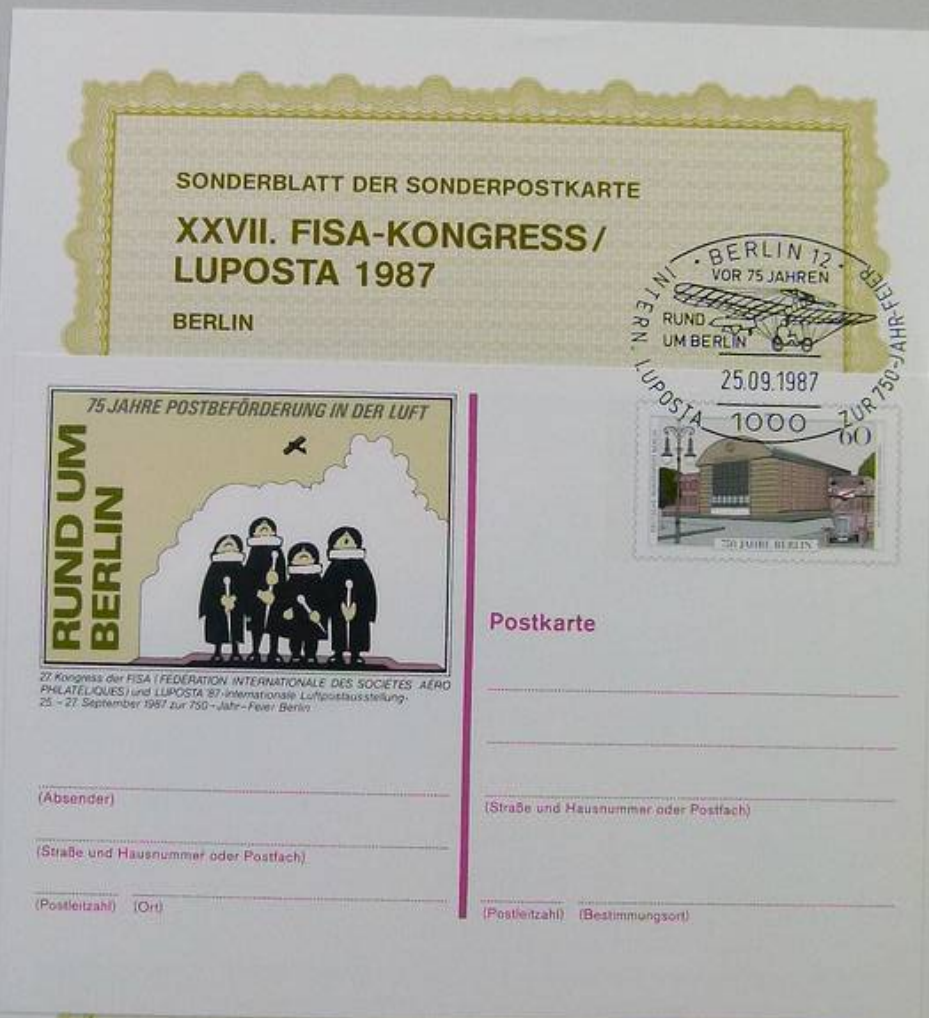 SONDERBLATT DER SONDERPOSTKARTE
XXVII. FISA-KONGRESS/
LUPOSTA 1987
BERLIN
· BERLIN 12 ·
VOR 75 JAHREN
RUND
UM BERLIN
25.09.1987
1000
INTERN. LUPOSTA
ZUR 750-JAHR-FEIER
60
750 JAHRE BERLIN
75 JAHRE POSTBEFÖRDERUNG IN DER LUFT
RUND UM
BERLIN
27. Kongress der FISA (FEDERATION INTERNATIONALE DES SOCIETES AÉRO
PHILATELIQUES) und LUPOSTA '87-Internationale Luftpostausstellung-
25. - 27. September 1987 zur 750-Jahr-Feier Berlin
(Absender)
(Straße und Hausnummer oder Postfach)
(Postleitzahl) (Ort)
Postkarte
(Straße und Hausnummer oder Postfach)
(Postleitzahl) (Bestimmungsort)